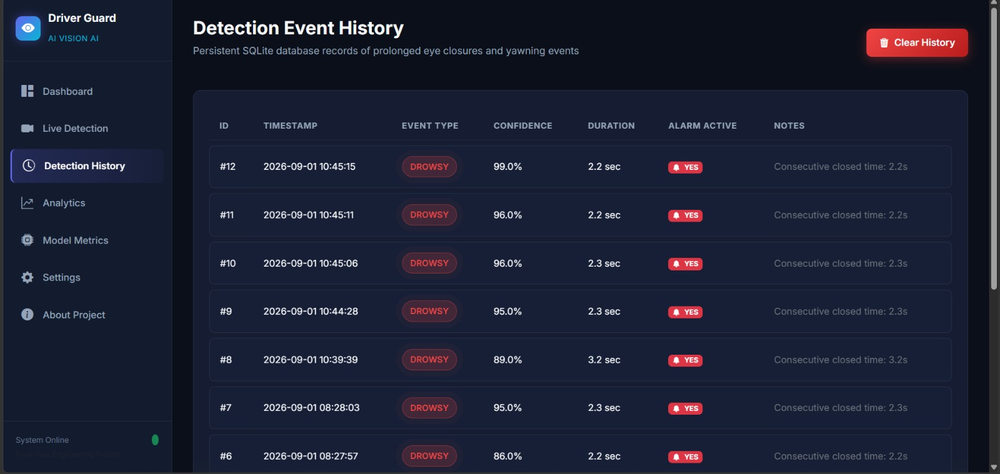 Driver Guard
AI VISION AI
Dashboard
Live Detection
Detection History
Analytics
Model Metrics
Settings
About Project
System Online
Detection Event History
Persistent SQLite database records of prolonged eye closures and yawning events
Clear History
ID TIMESTAMP EVENT TYPE CONFIDENCE DURATION ALARM ACTIVE NOTES
#12 2026-09-01 10:45:15 DROWSY 99.0% 2.2 sec YES Consecutive closed time: 2.2s
#11 2026-09-01 10:45:11 DROWSY 96.0% 2.2 sec YES Consecutive closed time: 2.2s
#10 2026-09-01 10:45:06 DROWSY 96.0% 2.3 sec YES Consecutive closed time: 2.3s
#9 2026-09-01 10:44:28 DROWSY 95.0% 2.3 sec YES Consecutive closed time: 2.3s
#8 2026-09-01 10:39:39 DROWSY 89.0% 3.2 sec YES Consecutive closed time: 3.2s
#7 2026-09-01 08:28:03 DROWSY 95.0% 2.3 sec YES Consecutive closed time: 2.3s
#6 2026-09-01 08:27:57 DROWSY 86.0% 2.2 sec YES Consecutive closed time: 2.2s